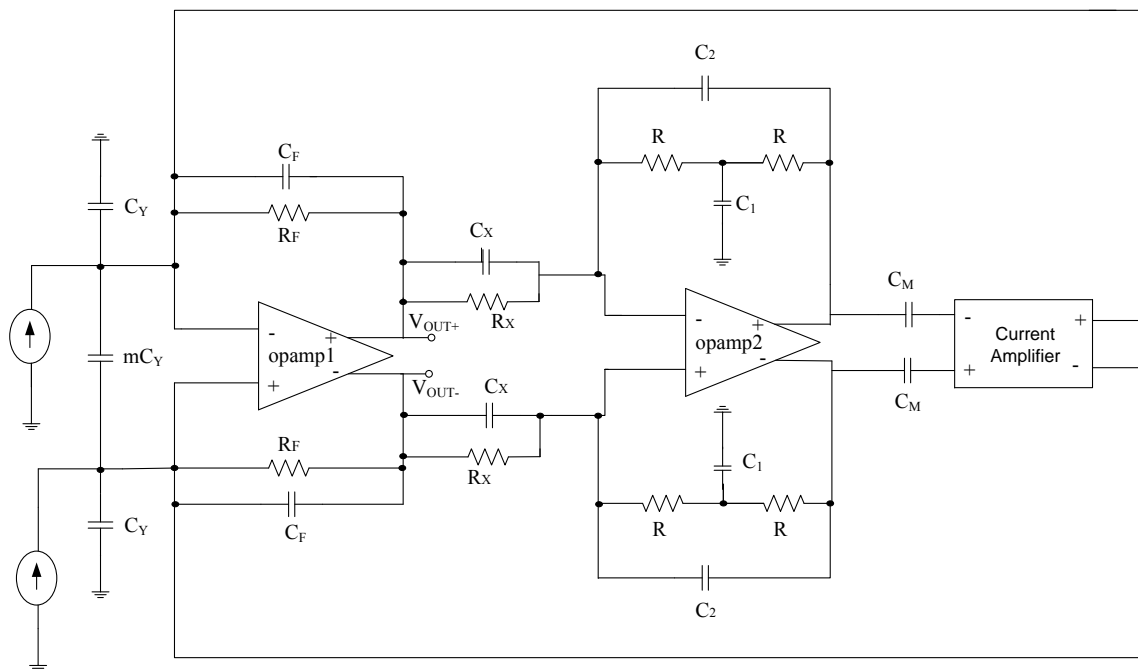 C2
R
R
CF
C1
CY
RF
CX
CM
-
+
VOUT+
RX
-
+
-
+
mCY
opamp1
opamp2
Current
Amplifier
+
-
VOUT-
CX
+
-
CM
RF
C1
RX
CY
CF
R
R
C2